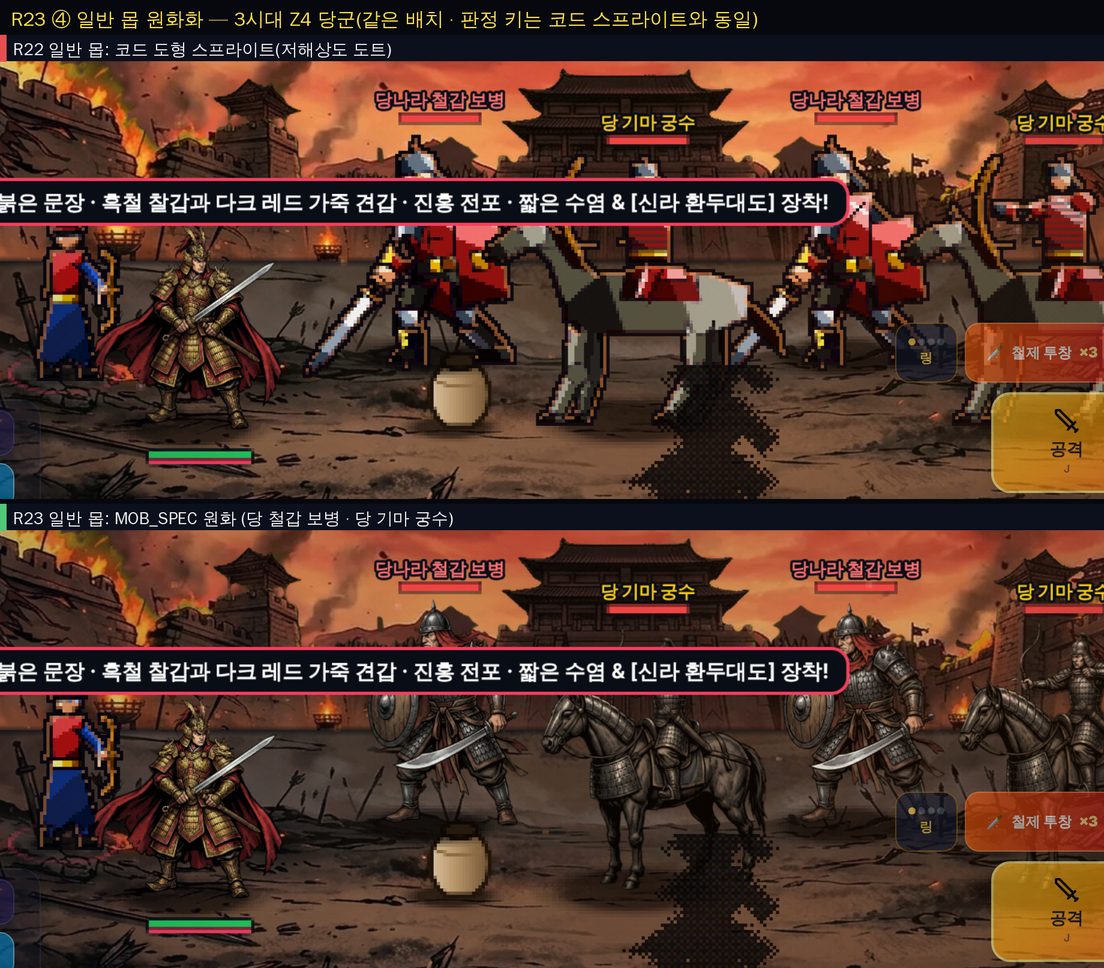 R23 ④ 일반 몹 원화화 — 3시대 Z4 당군(같은 배치 · 판정 키는 코드 스프라이트와 동일)
R22 일반 몹: 코드 도형 스프라이트(저해상도 도트)
당나라 철갑 보병
당 기마 궁수
당나라 철갑 보병
당 기마 궁수
붉은 문장 · 흑철 찰갑과 다크 레드 가죽 견갑 · 진홍 전포 · 짧은 수염 & [신라 환두대도] 장착!
링
철제 투창 ×3
공격
J
R23 일반 몹: MOB_SPEC 원화 (당 철갑 보병 · 당 기마 궁수)
당나라 철갑 보병
당 기마 궁수
당나라 철갑 보병
당 기마 궁수
붉은 문장 · 흑철 찰갑과 다크 레드 가죽 견갑 · 진홍 전포 · 짧은 수염 & [신라 환두대도] 장착!
링
철제 투창 ×3
공격
J